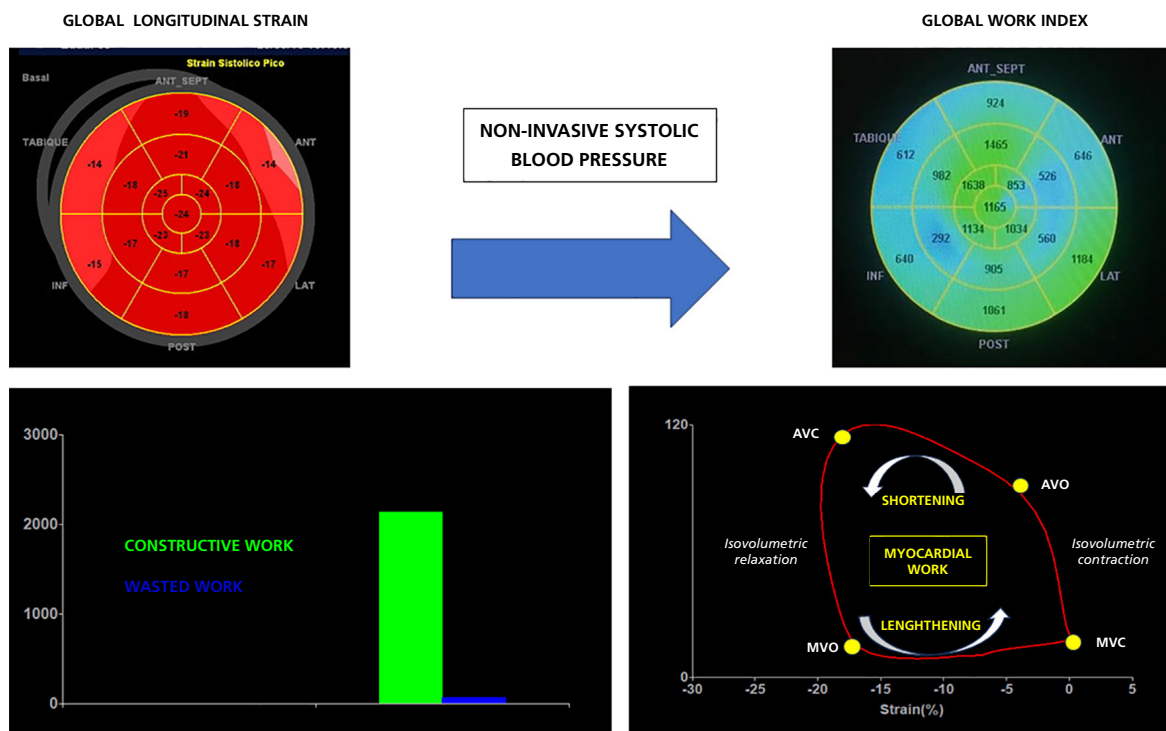 GLOBAL LONGITUDINAL STRAIN
GLOBAL WORK INDEX
Strain Sistolico Pico
Basal
ANT_SEPT
TABIQUE
ANT
INF
LAT
POST
-19
-14
-14
-21
-18
-18
-25
-24
-24
-23
-23
-17
-18
-15
-17
-17
-18
NON-INVASIVE SYSTOLIC
BLOOD PRESSURE
ANT_SEPT
TABIQUE
ANT
INF
LAT
POST
924
612
646
1465
982
526
1638
853
1165
1134
1034
292
560
640
1184
905
1061
3000
2000
1000
0
CONSTRUCTIVE WORK
WASTED WORK
120
0
AVC
AVO
SHORTENING
Isovolumetric
relaxation
MYOCARDIAL
WORK
Isovolumetric
contraction
LENGHTHENING
MVO
MVC
-30 -25 -20 -15 -10 -5 0 5
Strain(%)